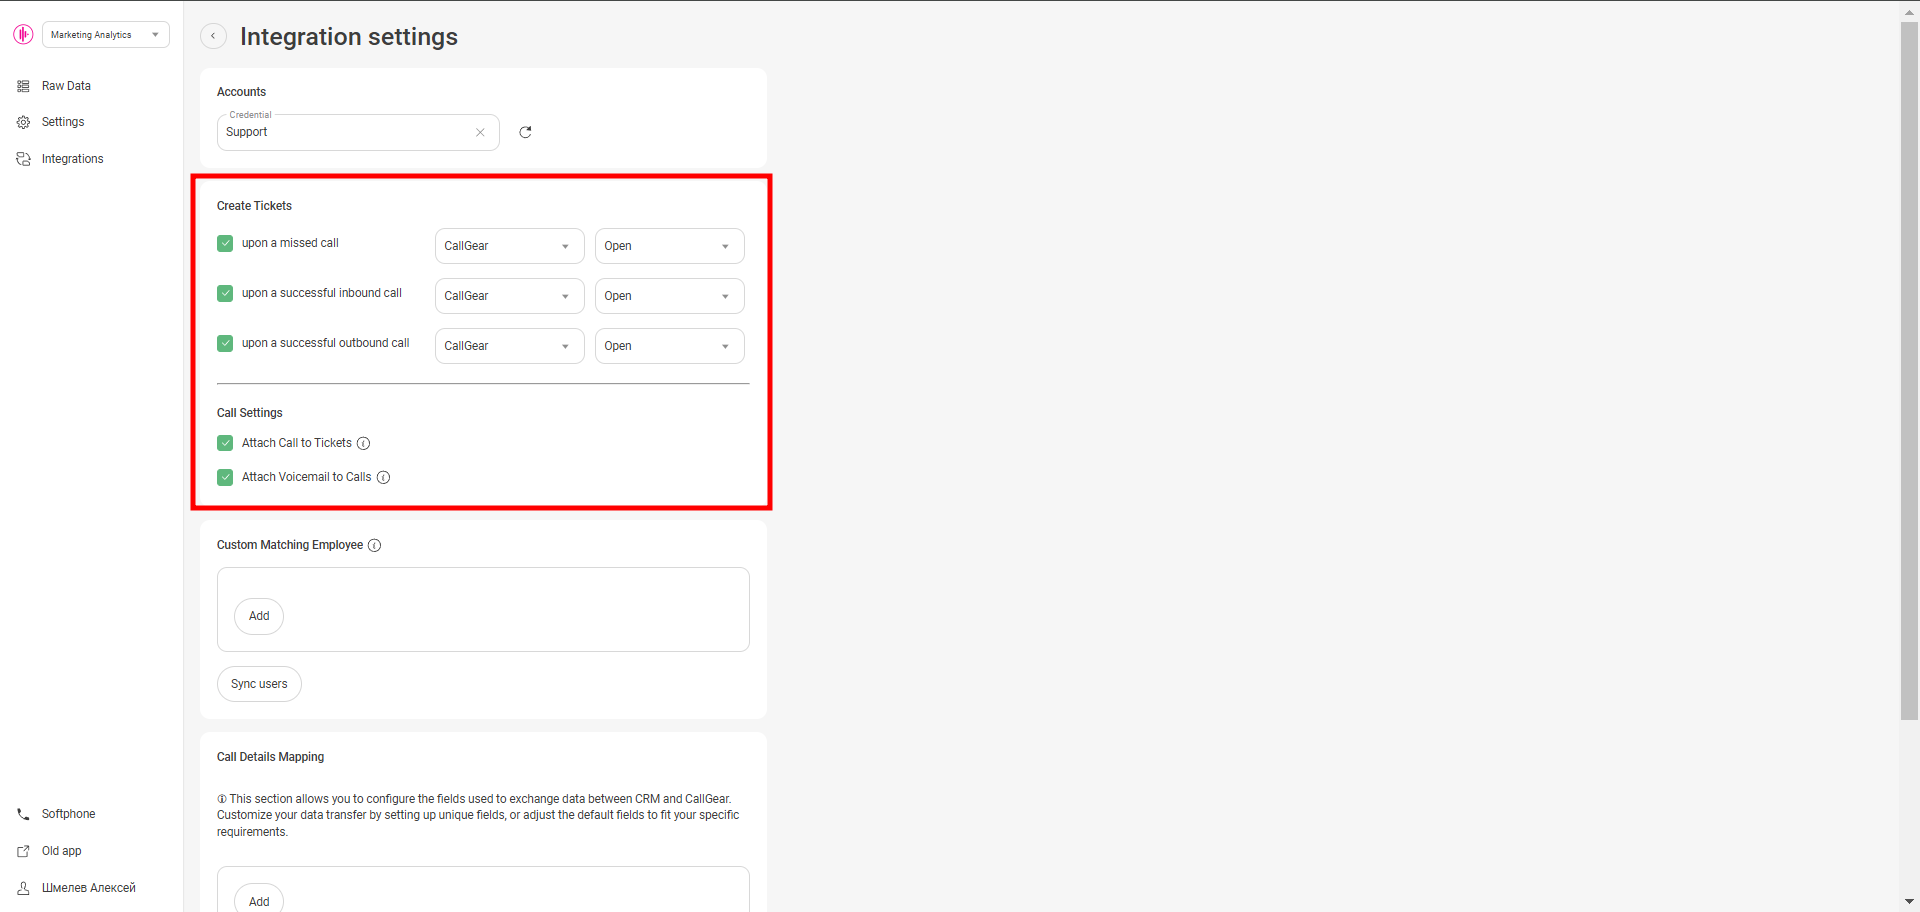 Marketing Analytics
Raw Data
Settings
Integrations
Softphone
Old app
Шмелев Алексей
Integration settings
Accounts
Credential
Support
Create Tickets
upon a missed call CallGear Open
upon a successful inbound call CallGear Open
upon a successful outbound call CallGear Open
Call Settings
Attach Call to Tickets
Attach Voicemail to Calls
Custom Matching Employee
Add
Sync users
Call Details Mapping
This section allows you to configure the fields used to exchange data between CRM and CallGear.
Customize your data transfer by setting up unique fields, or adjust the default fields to fit your specific
requirements.
Add